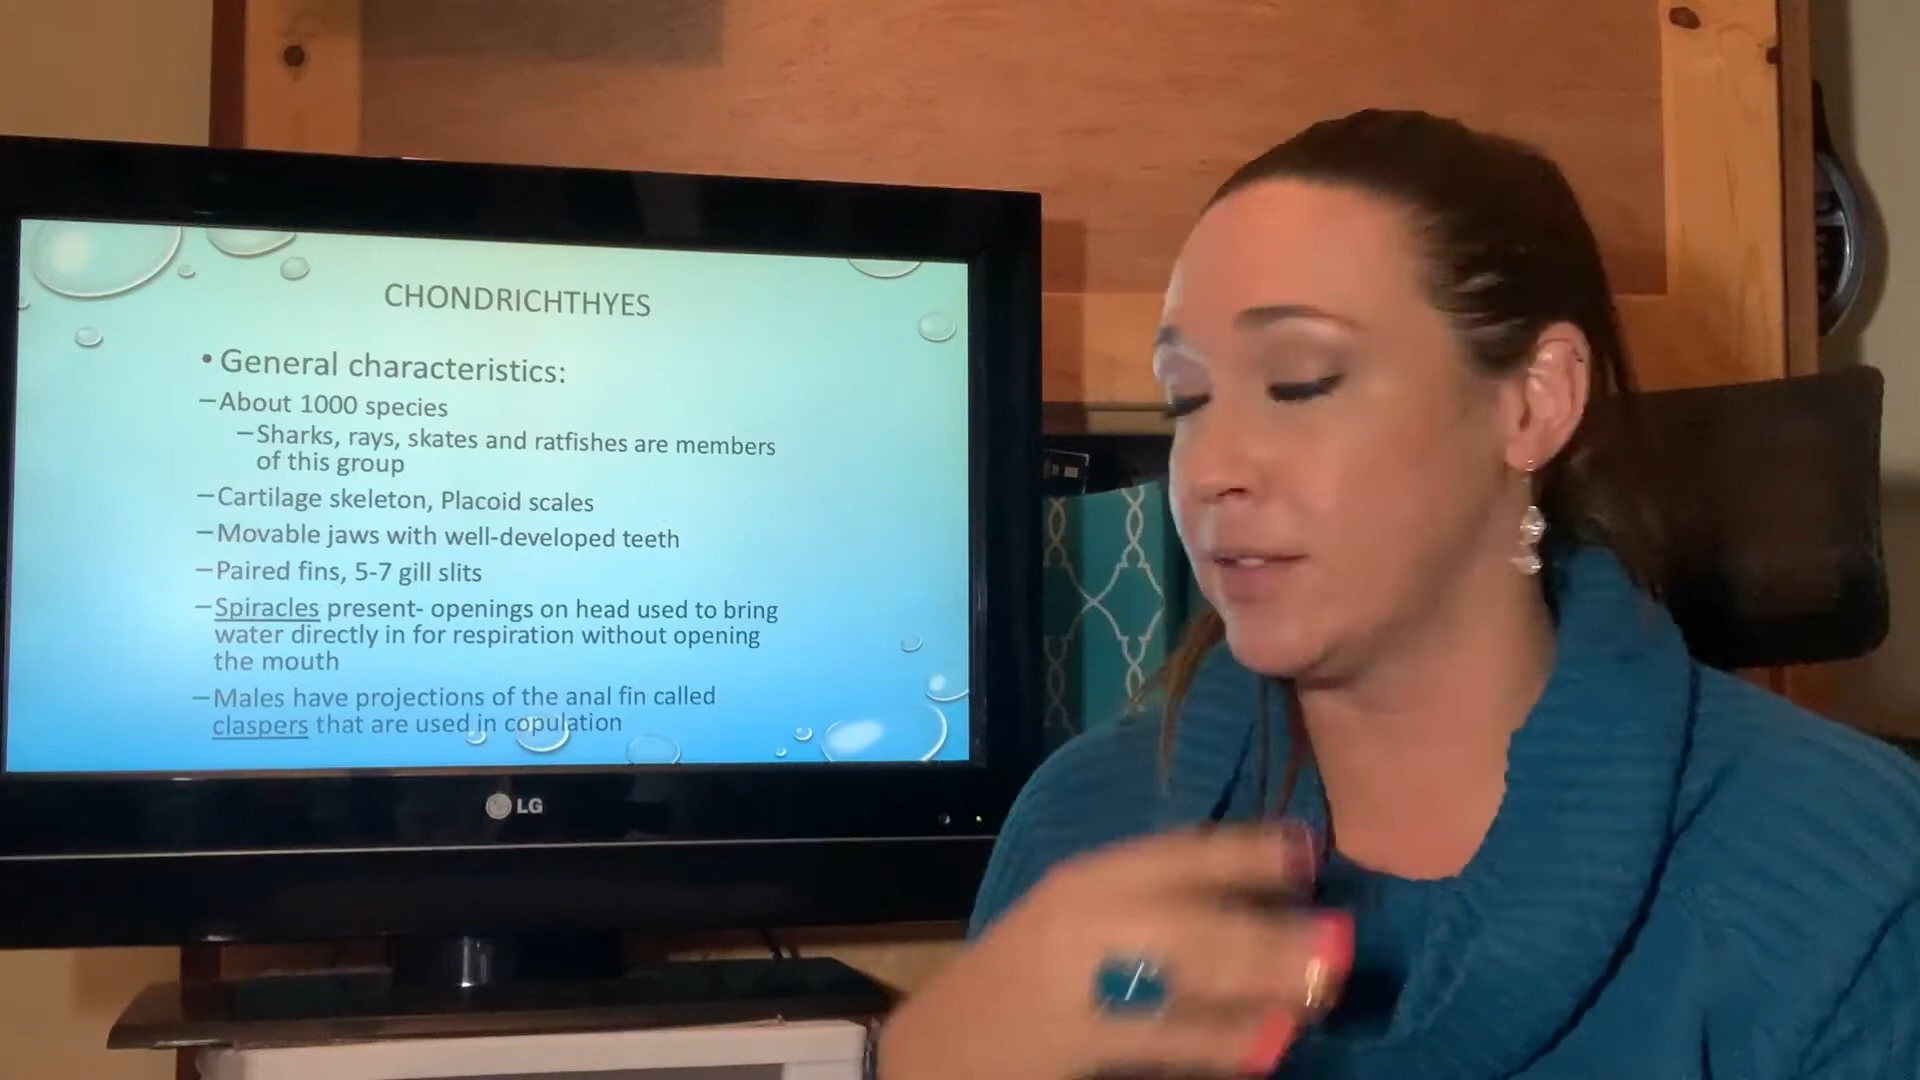 CHONDRICHTHYES
• General characteristics:
–About 1000 species
–Sharks, rays, skates and ratfishes are members
of this group
–Cartilage skeleton, Placoid scales
–Movable jaws with well-developed teeth
–Paired fins, 5-7 gill slits
–Spiracles present- openings on head used to bring
water directly in for respiration without opening
the mouth
–Males have projections of the anal fin called
claspers that are used in copulation
LG